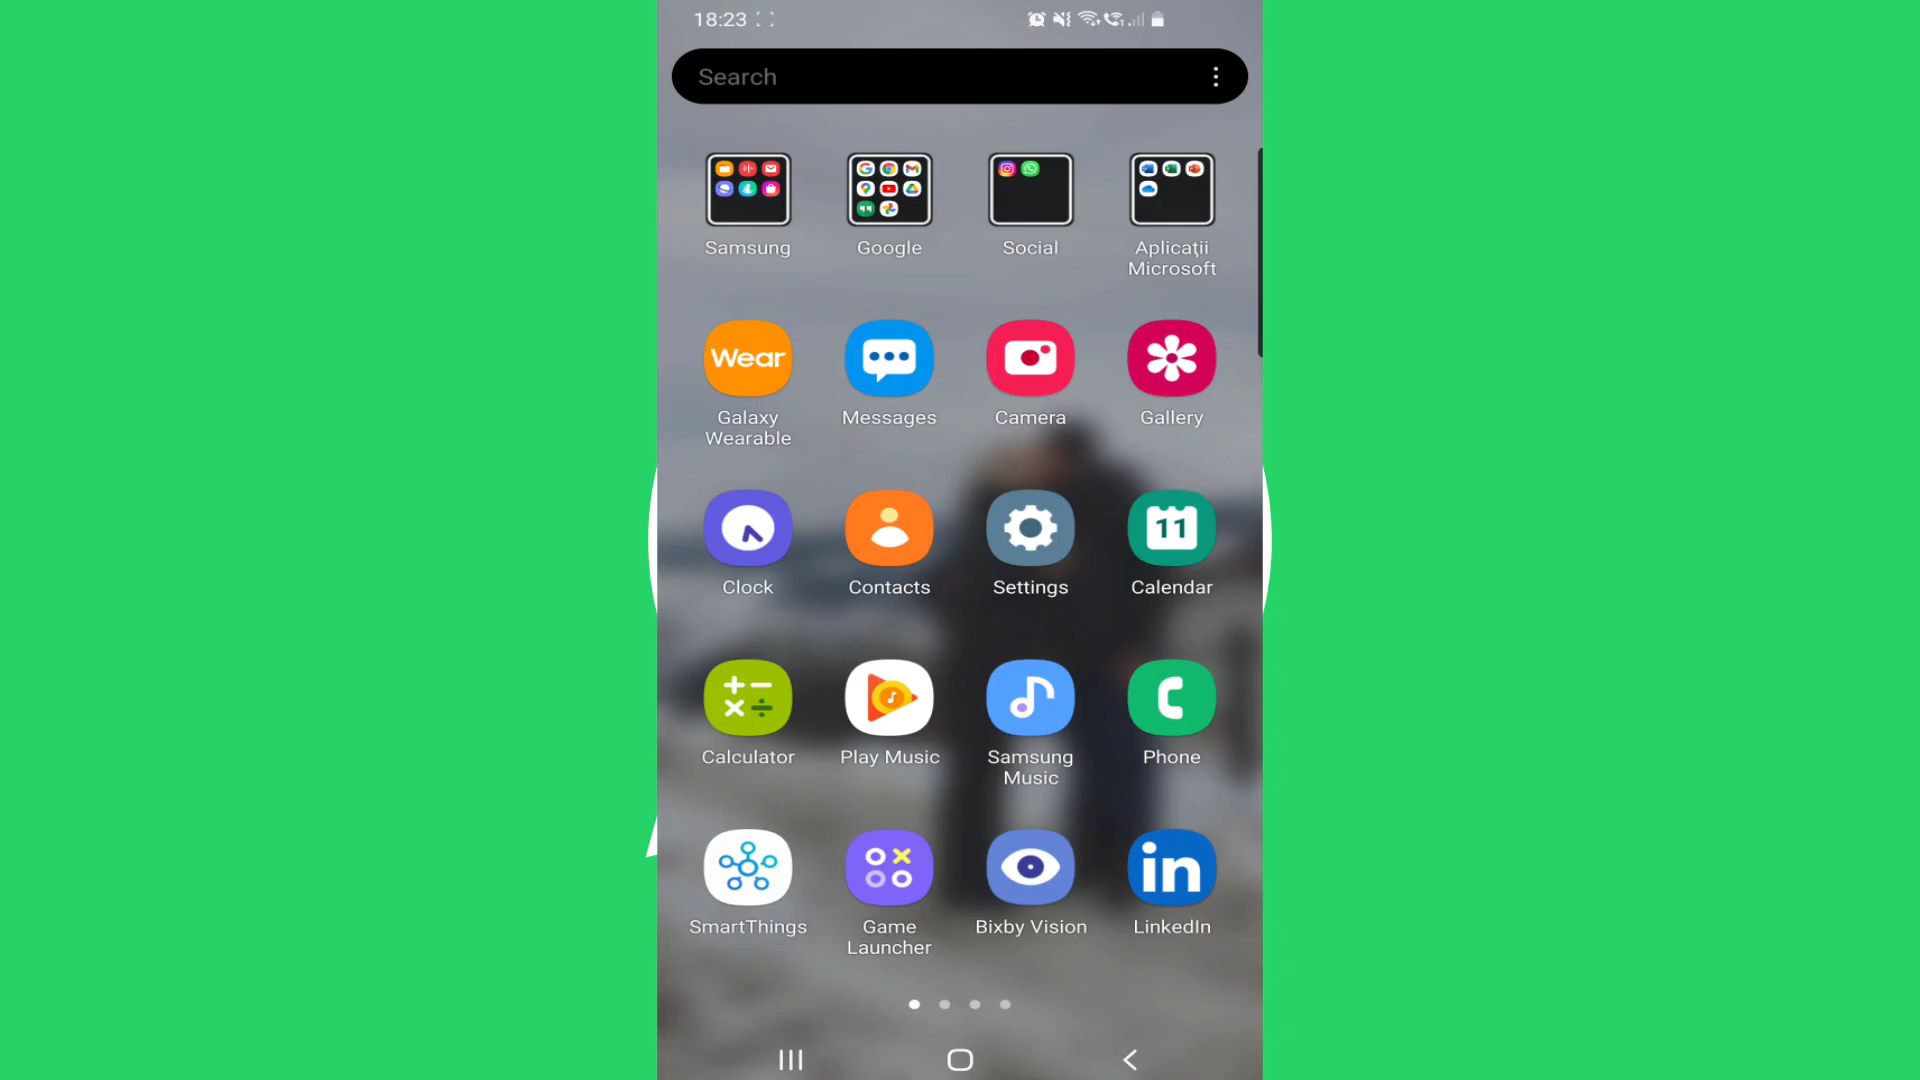 18:23
Search
Samsung
Google
Social
Aplicaţii
Microsoft
Wear
Galaxy
Wearable
Messages
Camera
Gallery
Clock
Contacts
Settings
11
Calendar
Calculator
Play Music
Samsung
Music
Phone
SmartThings
Game
Launcher
Bixby Vision
in
LinkedIn